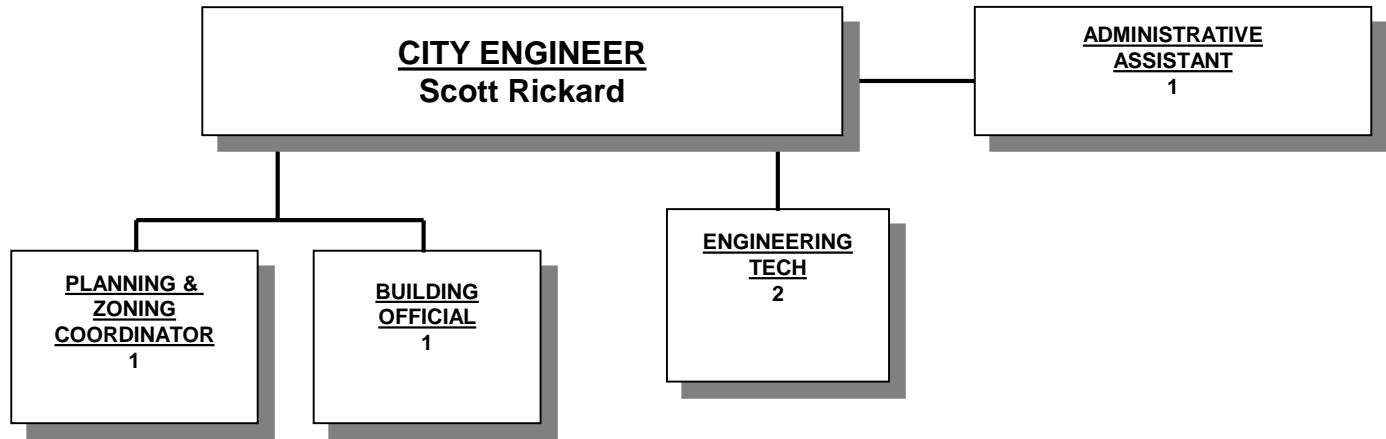 CITY ENGINEER
Scott Rickard
ADMINISTRATIVE
ASSISTANT
1
PLANNING &
ZONING
COORDINATOR
1
BUILDING
OFFICIAL
1
ENGINEERING
TECH
2